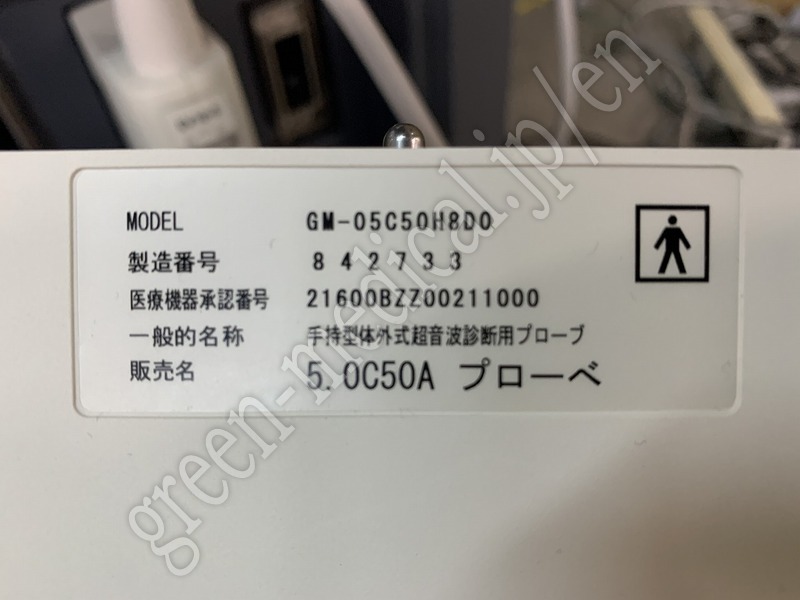 MODEL GM-05C50H8D0
製造番号 842733
医療機器承認番号 21600BZZ00211000
一般的名称 手持型体外式超音波診断用プローブ
販売名 5.0C50A プローベ
green-medical.jp/en